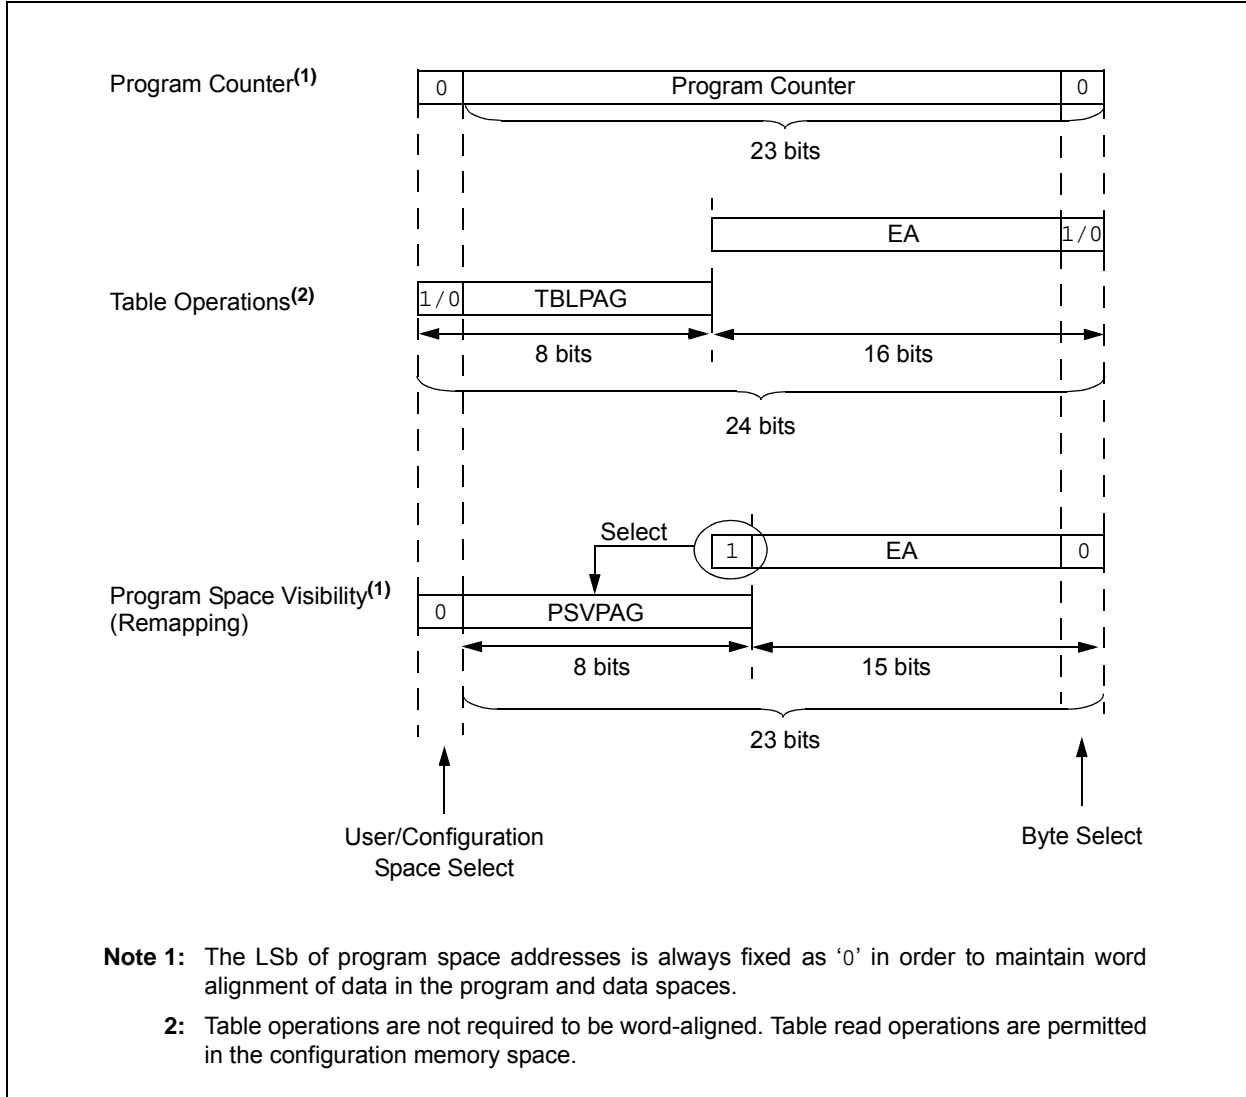 Program Counter(1)
0
Program Counter
0
23 bits
EA
1/0
Table Operations(2)
1/0
TBLPAG
8 bits
16 bits
24 bits
Select
1
EA
0
Program Space Visibility(1)
(Remapping)
0
PSVPAG
8 bits
15 bits
23 bits
User/Configuration
Space Select
Byte Select
Note 1: The LSb of program space addresses is always fixed as ‘0’ in order to maintain word
alignment of data in the program and data spaces.
2: Table operations are not required to be word-aligned. Table read operations are permitted
in the configuration memory space.